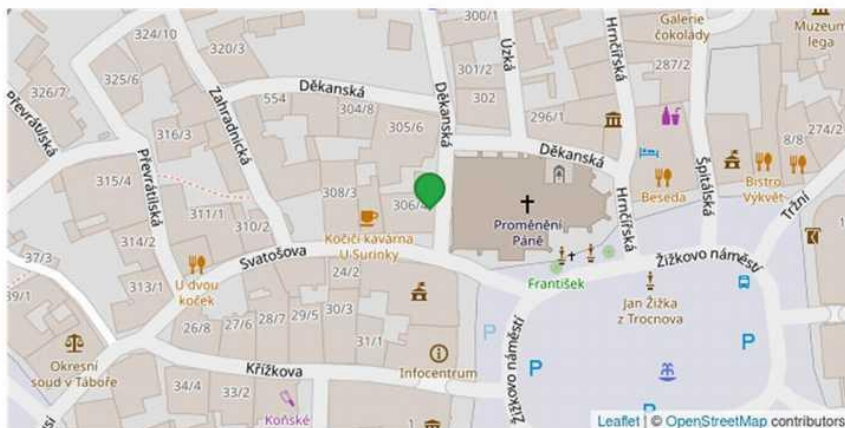 300/1
Galerie
čokolády
Muzeum
lega
324/10
320/3
Úzká
Hrnčířská
301/2
287/2
326/7
325/6
554
Děkanská
304/8
Děkanská
302
Převrátilská
Zahradnická
305/6
296/1
274/2
8/8
316/3
Děkanská
Převrátilská
315/4
308/3
Beseda
Špitálská
Bistro
Výkvět
Tržní
311/1
306/4
Proměnění
Páně
Hrnčířská
310/2
Kočičí kavárna
U Surinky
314/2
Svatošova
Žižkovo náměstí
37/3
U dvou
koček
24/2
František
39/1
313/1
Jan Žižka
z Trocnova
30/3
29/5
28/7
27/6
26/8
P
P
31/1
Žižkovo náměstí
Okresní
soud v Táboře
Křížkova
Infocentrum
P
34/4
33/2
Koňské
P
Leaflet | © OpenStreetMap contributors